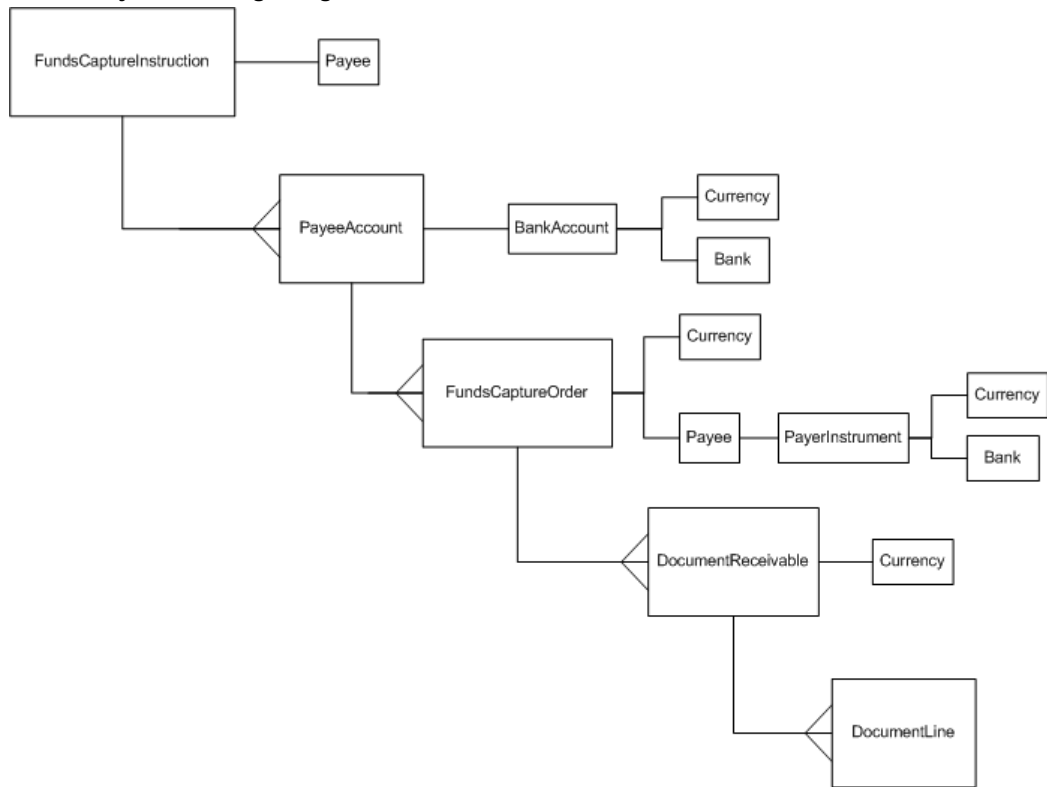 FundsCaptureInstruction
Payee
PayeeAccount
BankAccount
Currency
Bank
FundsCaptureOrder
Currency
Payee
PayerInstrument
Currency
Bank
DocumentReceivable
Currency
DocumentLine